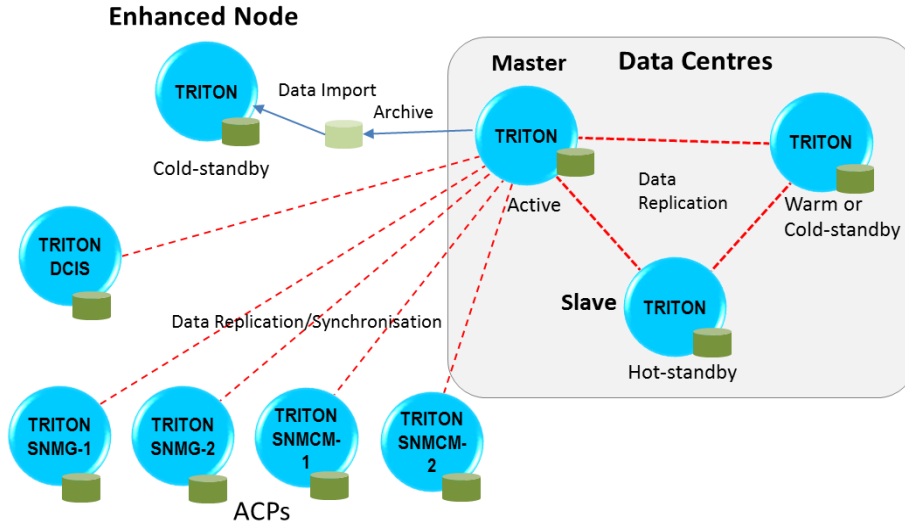 Enhanced Node
Master
Data Centres
TRITON
Data Import
Archive
Cold-standby
TRITON
Active
TRITON
Data
Replication
Warm or
Cold-standby
TRITON
DCIS
Slave
TRITON
Hot-standby
Data Replication/Synchronisation
TRITON
SNMG-1
TRITON
SNMG-2
TRITON
SNMCM-
1
TRITON
SNMCM-
2
ACPs